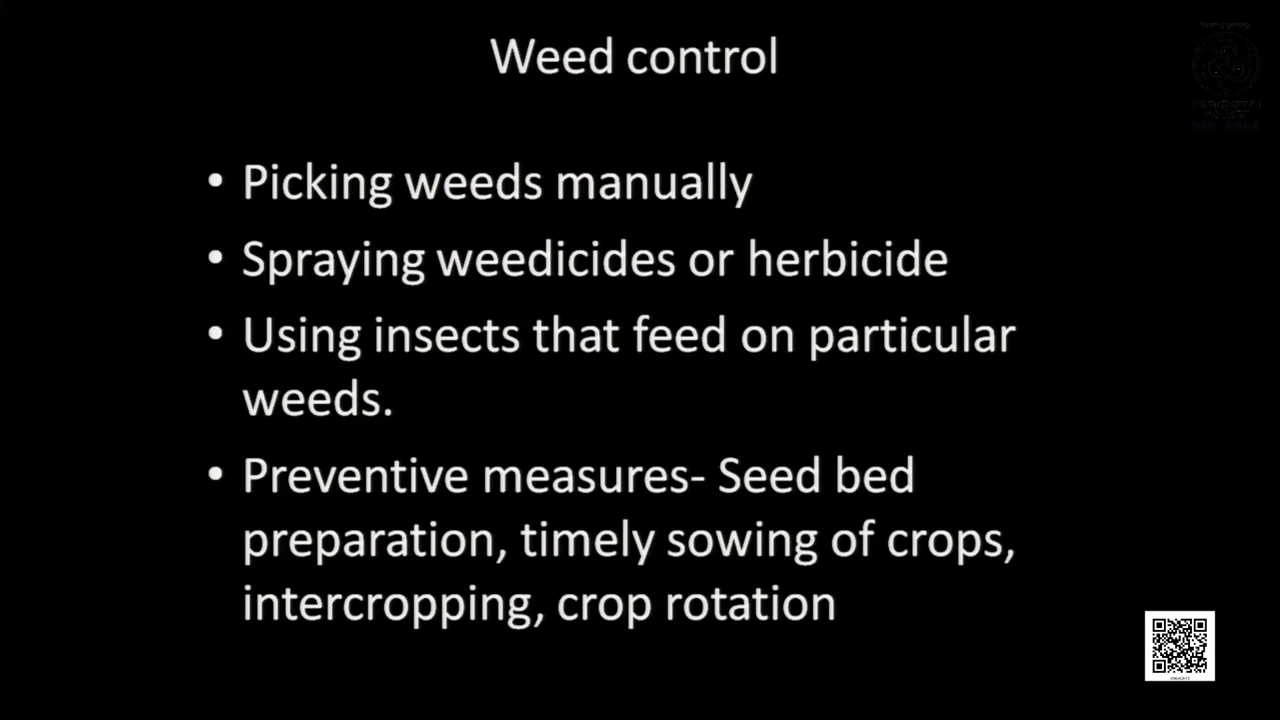 Weed control
• Picking weeds manually
• Spraying weedicides or herbicide
• Using insects that feed on particular
weeds.
• Preventive measures- Seed bed
preparation, timely sowing of crops,
intercropping, crop rotation